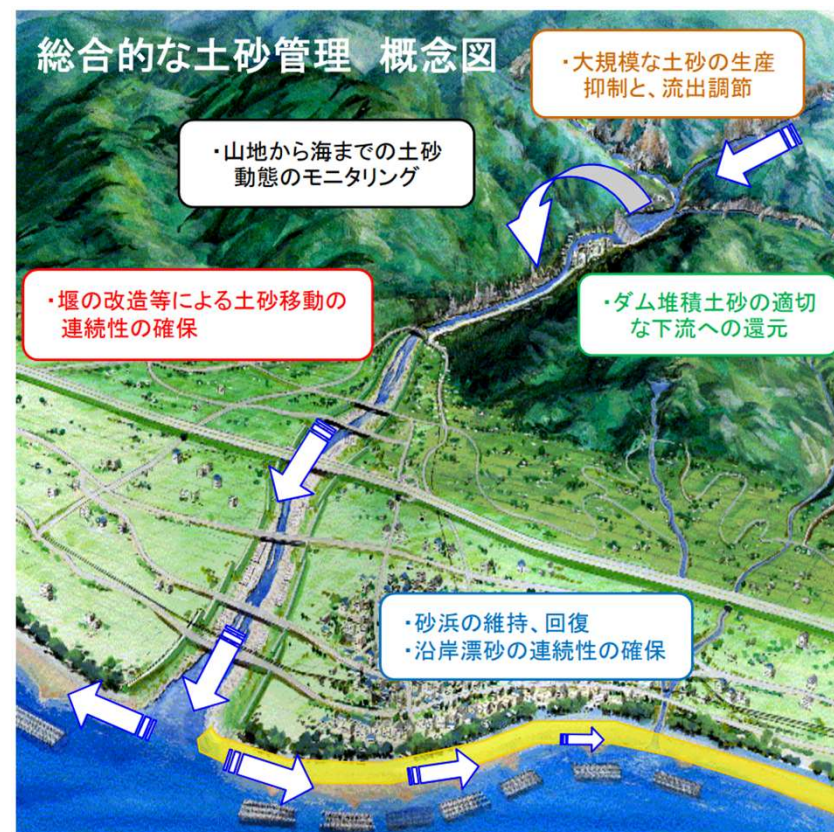 総合的な土砂管理 概念図
・大規模な土砂の生産
抑制と、流出調節
・山地から海までの土砂
動態のモニタリング
・堰の改造等による土砂移動の
連続性の確保
・ダム堆積土砂の適切
な下流への還元
・砂浜の維持、回復
・沿岸漂砂の連続性の確保